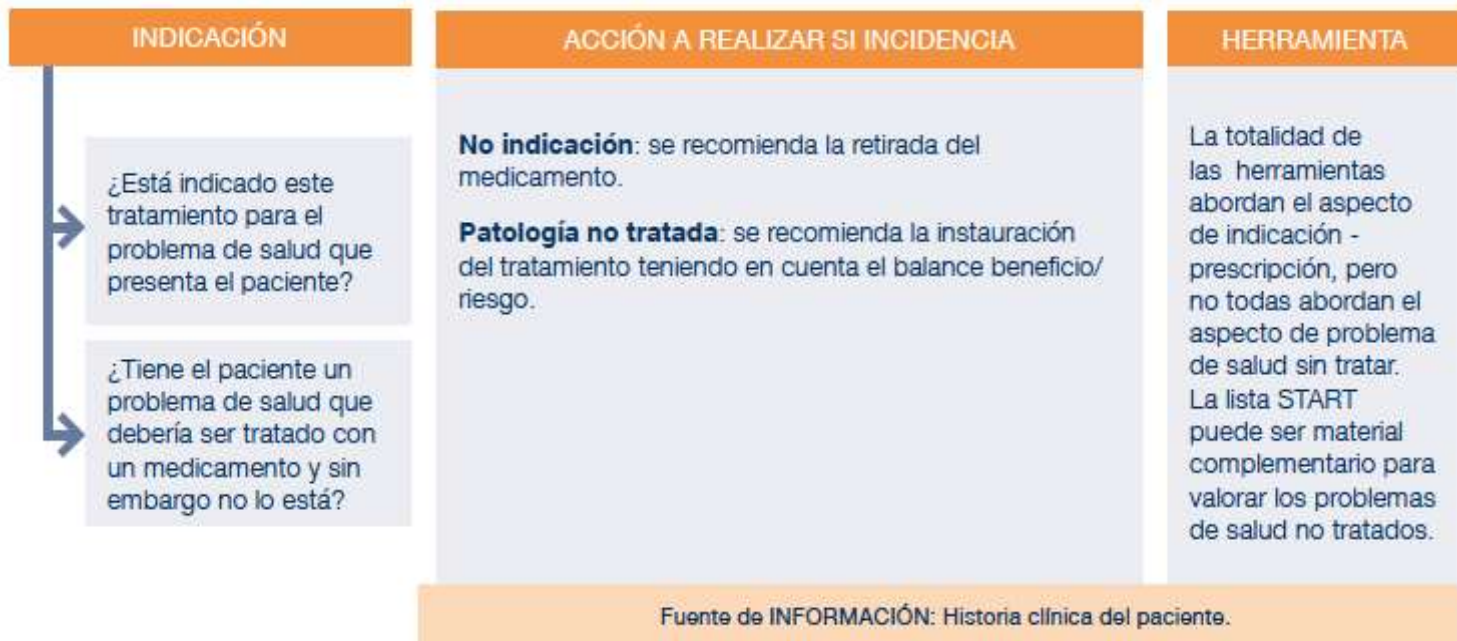 INDICACIÓN
¿Está indicado este
tratamiento para el
problema de salud que
presenta el paciente?
¿Tiene el paciente un
problema de salud que
debería ser tratado con
un medicamento y sin
embargo no lo está?
ACCIÓN A REALIZAR SI INCIDENCIA
No indicación: se recomienda la retirada del
medicamento.
Patología no tratada: se recomienda la instauración
del tratamiento teniendo en cuenta el balance beneficio/
riesgo.
HERRAMIENTA
La totalidad de
las herramientas
abordan el aspecto
de indicación -
prescripción, pero
no todas abordan el
aspecto de problema
de salud sin tratar.
La lista START
puede ser material
complementario para
valorar los problemas
de salud no tratados.
Fuente de INFORMACIÓN: Historia clínica del paciente.